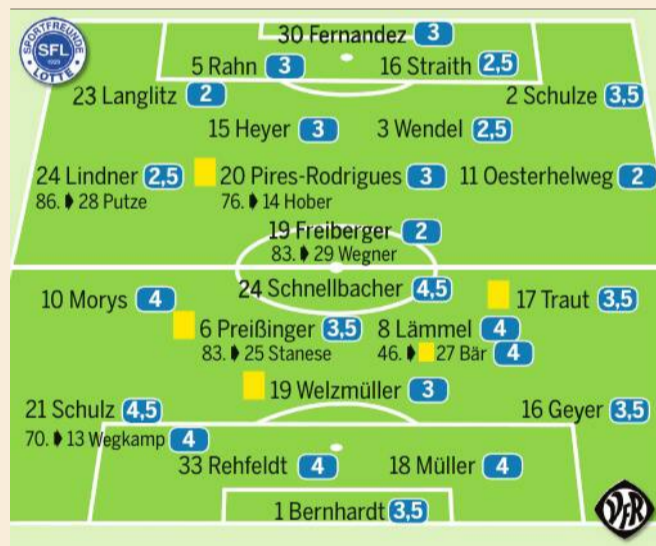 SPORTFREUNDE
SFL
1929
LOTTE
30 Fernandez 3
5 Rahn 3 16 Straith 2,5
23 Langlitz 2 2 Schulze 3,5
15 Heyer 3 3 Wendel 2,5
24 Lindner 2,5 20 Pires-Rodrigues 3 11 Oesterhelweg 2
86. 28 Putze 76. 14 Hober
19 Freiberger 2
83. 29 Wegner
24 Schnellbacher 4,5
10 Morys 4 17 Traut 3,5
6 Preißinger 3,5 8 Lämmel 4
83. 25 Stanese 46. 27 Bär 4
19 Welzmüller 3
21 Schulz 4,5 16 Geyer 3,5
70. 13 Wegkamp 4
33 Rehfeldt 4 18 Müller 4
1 Bernhardt 3,5
VfR